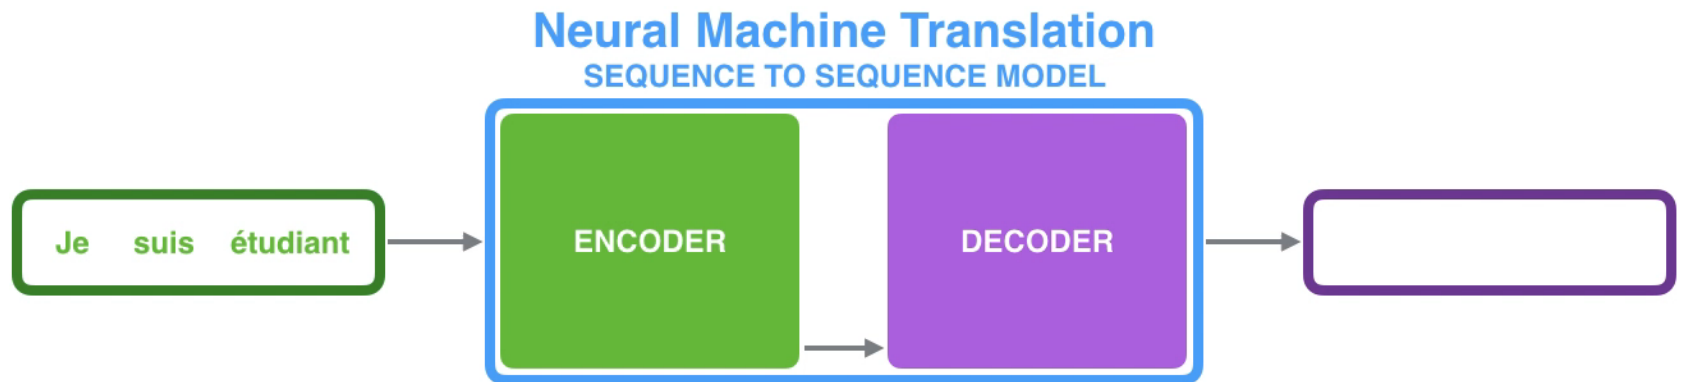 Neural Machine Translation
SEQUENCE TO SEQUENCE MODEL
Je suis étudiant
ENCODER
DECODER